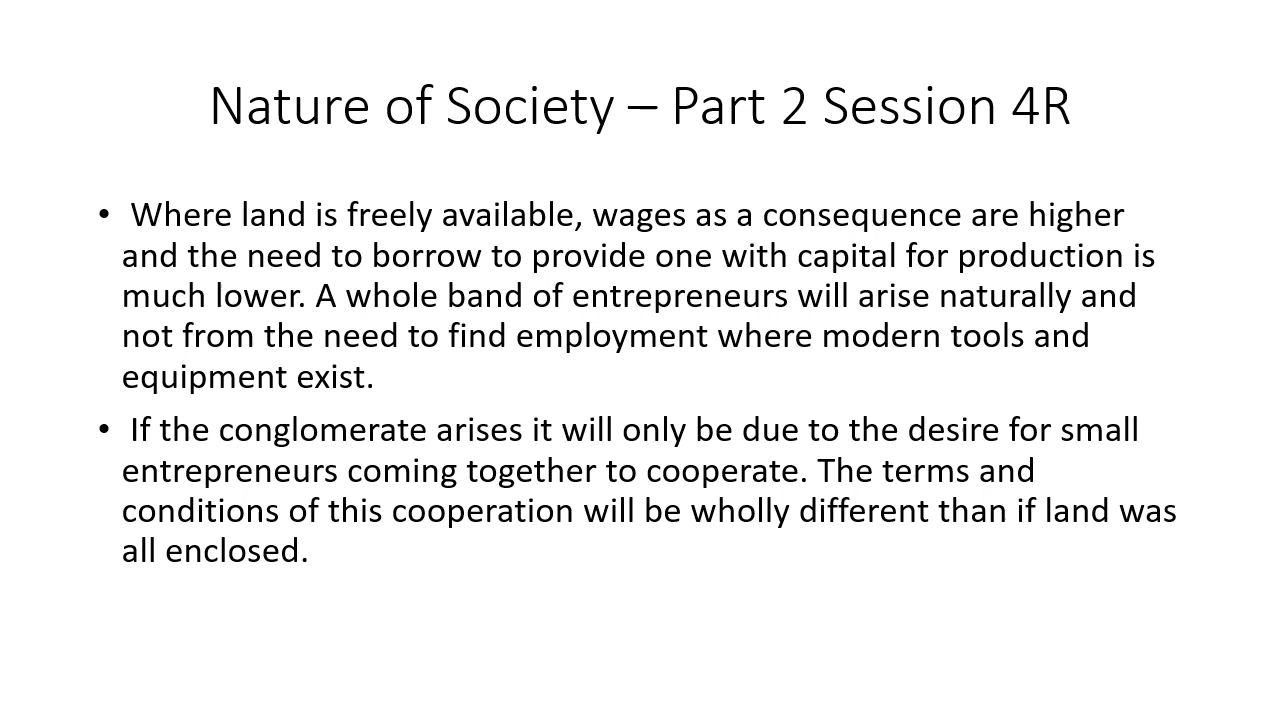 Nature of Society – Part 2 Session 4R
• Where land is freely available, wages as a consequence are higher
and the need to borrow to provide one with capital for production is
much lower. A whole band of entrepreneurs will arise naturally and
not from the need to find employment where modern tools and
equipment exist.
• If the conglomerate arises it will only be due to the desire for small
entrepreneurs coming together to cooperate. The terms and
conditions of this cooperation will be wholly different than if land was
all enclosed.